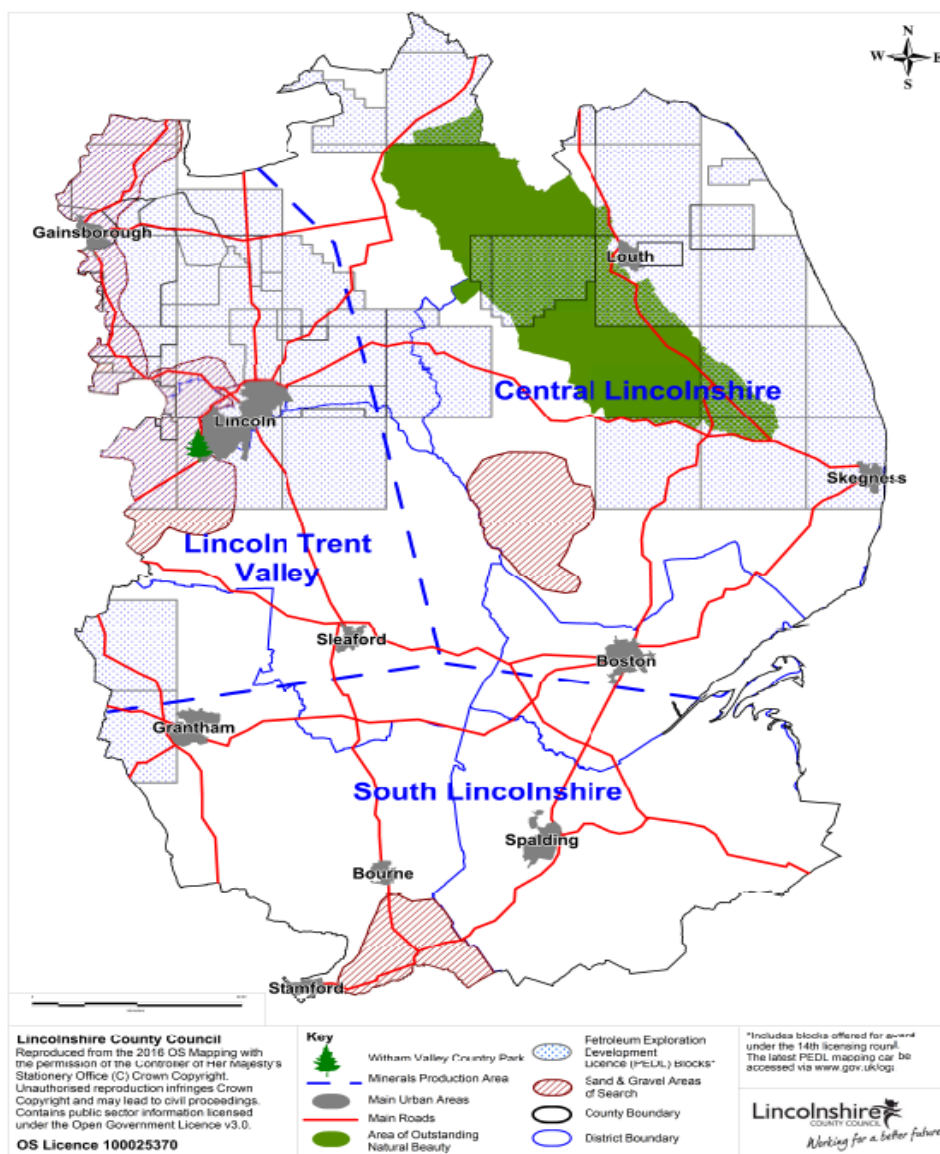 N
W E
S
Gainsborough
Louth
Central Lincolnshire
Lincoln
Skegness
Lincoln Trent
Valley
Sleaford
Boston
Grantham
South Lincolnshire
Spalding
Bourne
Stamford
0
Lincolnshire County Council
Reproduced from the 2016 OS Mapping with
the permission of the Controller of Her Majesty's
Stationery Office (C) Crown Copyright.
Unauthorised reproduction infringes Crown
Copyright and may lead to civil proceedings.
Contains public sector information licensed
under the Open Government Licence v3.0.
OS Licence 100025370
Key
Witham Valley Country Park
Minerals Production Area
Main Urban Areas
Main Roads
Area of Outstanding
Natural Beauty
Petroleum Exploration
Development
Licence (PEDL) Blocks*
Sand & Gravel Areas
of Search
County Boundary
District Boundary
*Includes blocks offered for award
under the 14th licensing round.
The latest PEDL mapping can be
accessed via www.gov.uk/ogc
Lincolnshire
COUNTY COUNCIL
Working for a better future